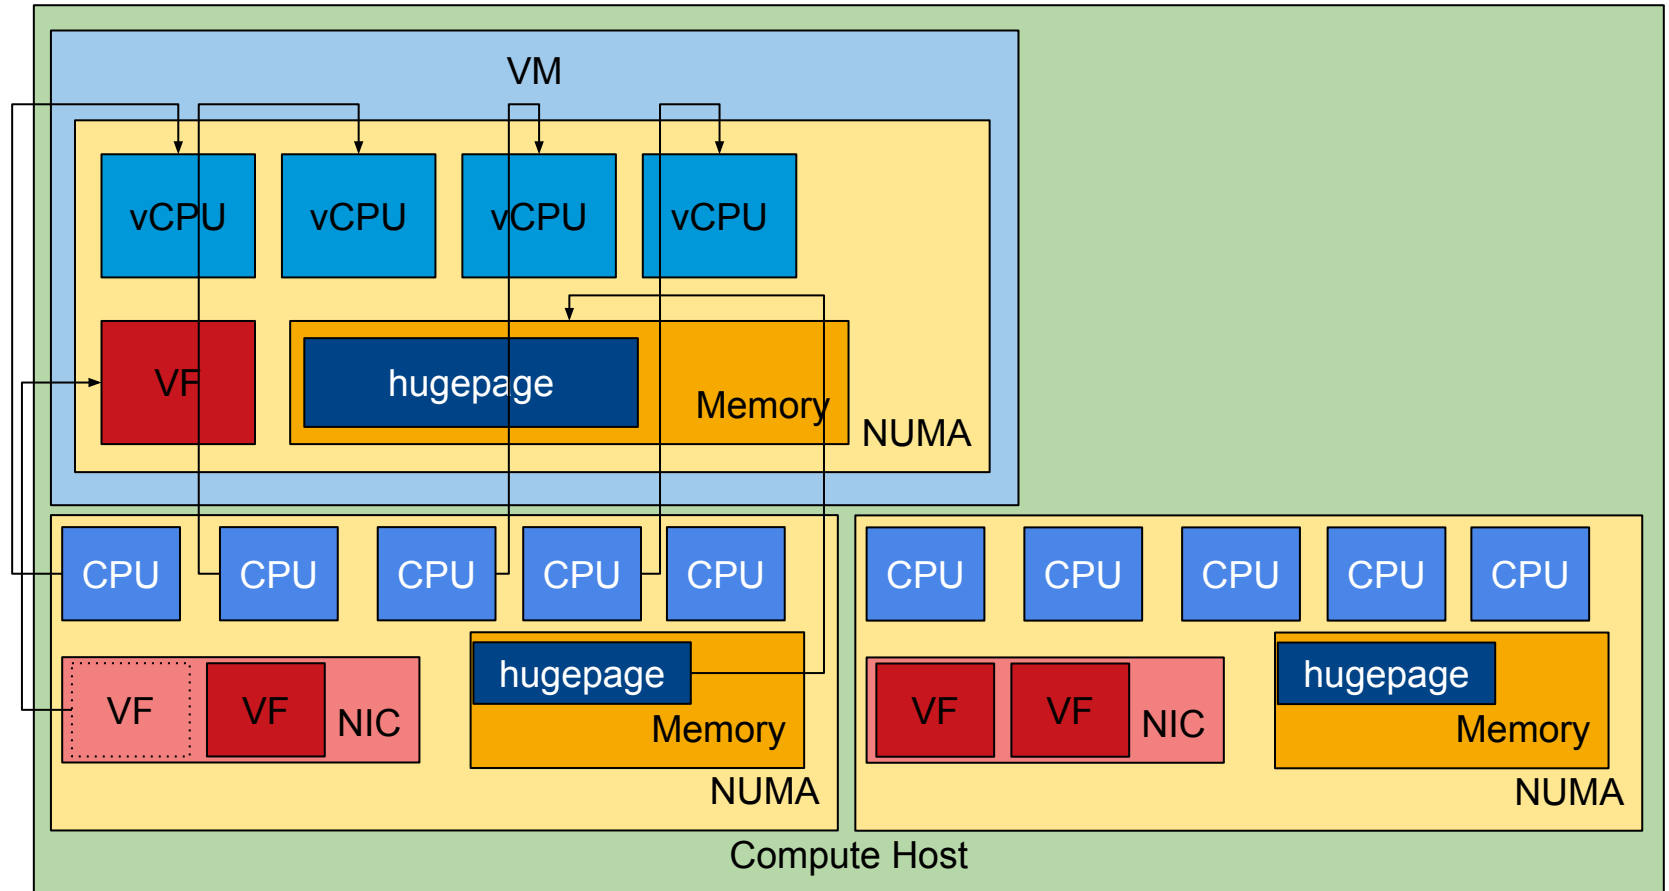 VM
vCPU
vCPU
vCPU
vCPU
VF
hugepage
Memory
NUMA
CPU
CPU
CPU
CPU
CPU
VF
VF
NIC
hugepage
Memory
NUMA
CPU
CPU
CPU
CPU
CPU
VF
VF
NIC
hugepage
Memory
NUMA
Compute Host